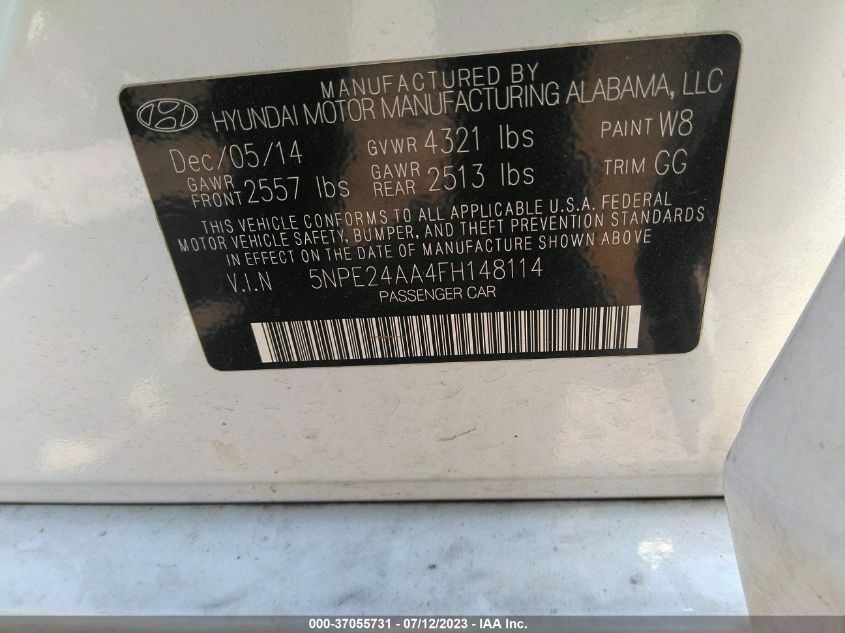 MANUFACTURED BY
HYUNDAI MOTOR MANUFACTURING ALABAMA, LLC
Dec/05/14 GVWR 4321 lbs PAINT W8
GAWR FRONT 2557 lbs GAWR REAR 2513 lbs TRIM GG
THIS VEHICLE CONFORMS TO ALL APPLICABLE U.S.A. FEDERAL
MOTOR VEHICLE SAFETY, BUMPER, AND THEFT PREVENTION STANDARDS
IN EFFECT ON THE DATE OF MANUFACTURE SHOWN ABOVE
V.I.N 5NPE24AA4FH148114
PASSENGER CAR
000-37055731 - 07/12/2023 - IAA Inc.